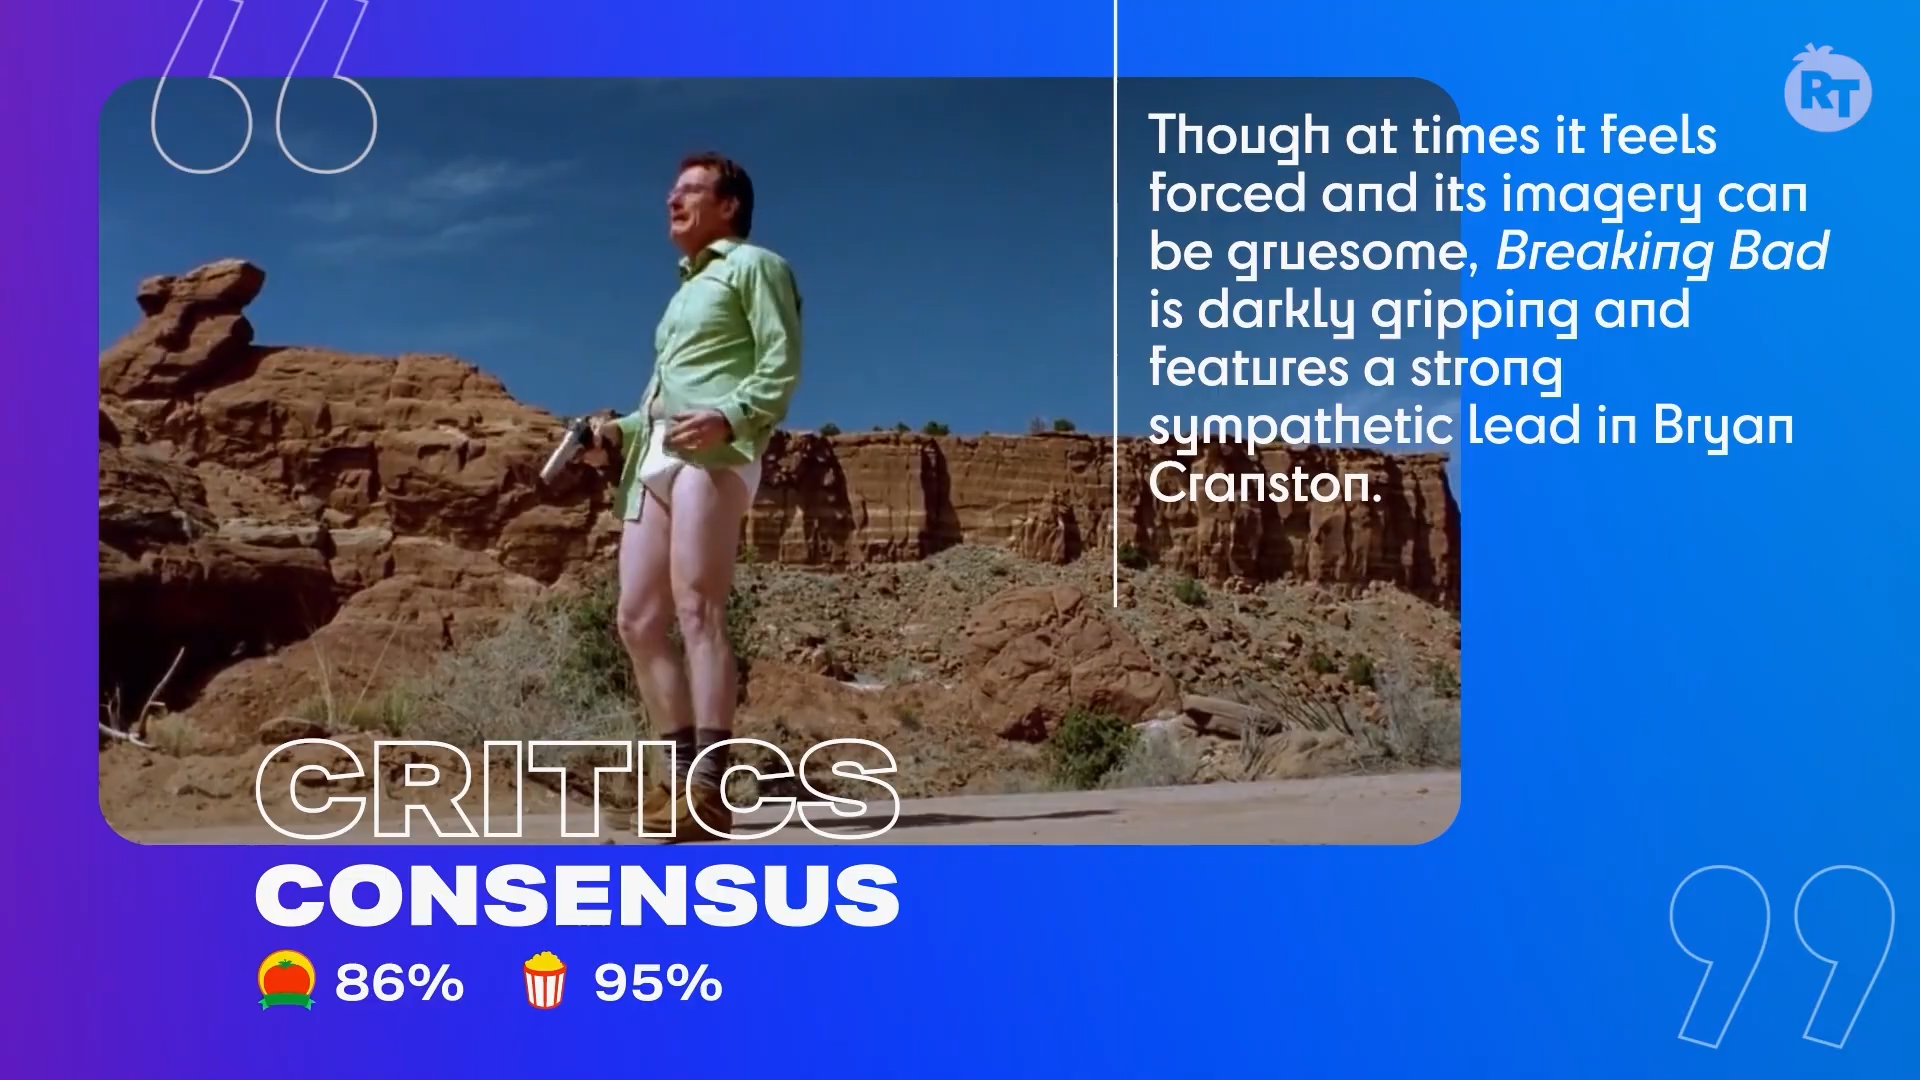 RT
Though at times it feels
forced and its imagery can
be gruesome, Breaking Bad
is darkly gripping and
features a strong
sympathetic lead in Bryan
Cranston.
CRITICS
CONSENSUS
86% 95%